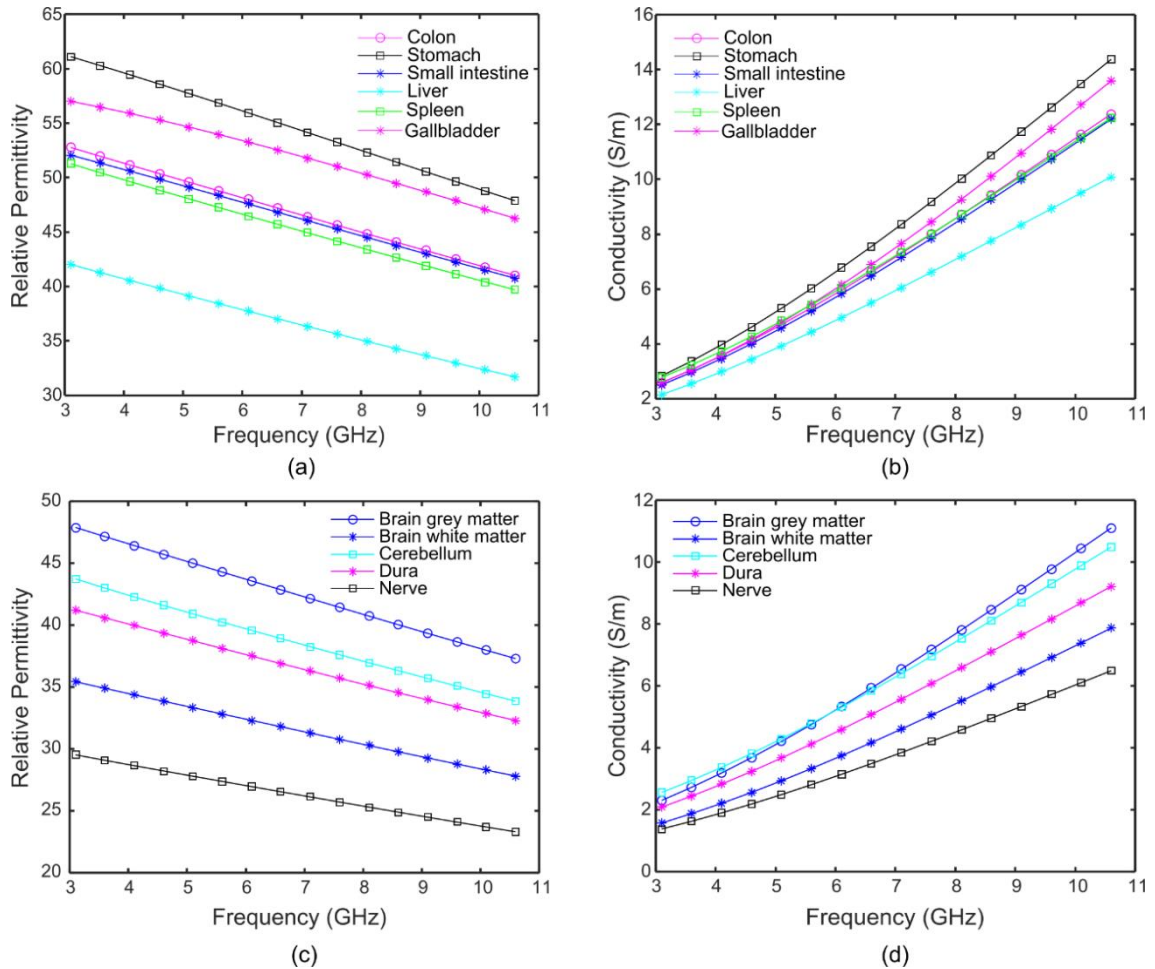 65
60
55
50
45
40
35
30
Relative Permittivity
Colon
Stomach
Small intestine
Liver
Spleen
Gallbladder
3 4 5 6 7 8 9 10 11
Frequency (GHz)
(a)
16
14
12
10
8
6
4
2
Conductivity (S/m)
Colon
Stomach
Small intestine
Liver
Spleen
Gallbladder
3 4 5 6 7 8 9 10 11
Frequency (GHz)
(b)
50
45
40
35
30
25
20
Relative Permittivity
Brain grey matter
Brain white matter
Cerebellum
Dura
Nerve
3 4 5 6 7 8 9 10 11
Frequency (GHz)
(c)
12
10
8
6
4
2
0
Conductivity (S/m)
Brain grey matter
Brain white matter
Cerebellum
Dura
Nerve
3 4 5 6 7 8 9 10 11
Frequency (GHz)
(d)